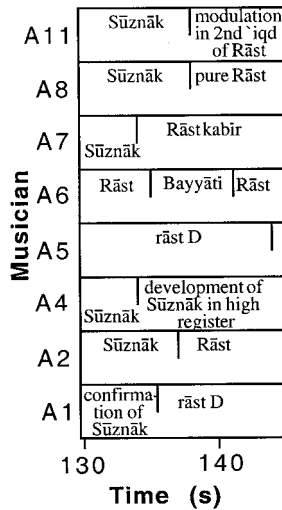 A11
Sūznāk
modulation
in 2nd `iqd
of Rāst
A8
Sūznāk
pure Rāst
A7
Rāst kabir
Sūznāk
A6
Rāst
Bayyāti
Rāst
A5
rāst D
A4
development of
Sūznāk in high
register
Sūznāk
A2
Sūznāk
Rāst
A1
confirma-
tion of
Sūznāk
rāst D
Musician
130
140
Time (s)